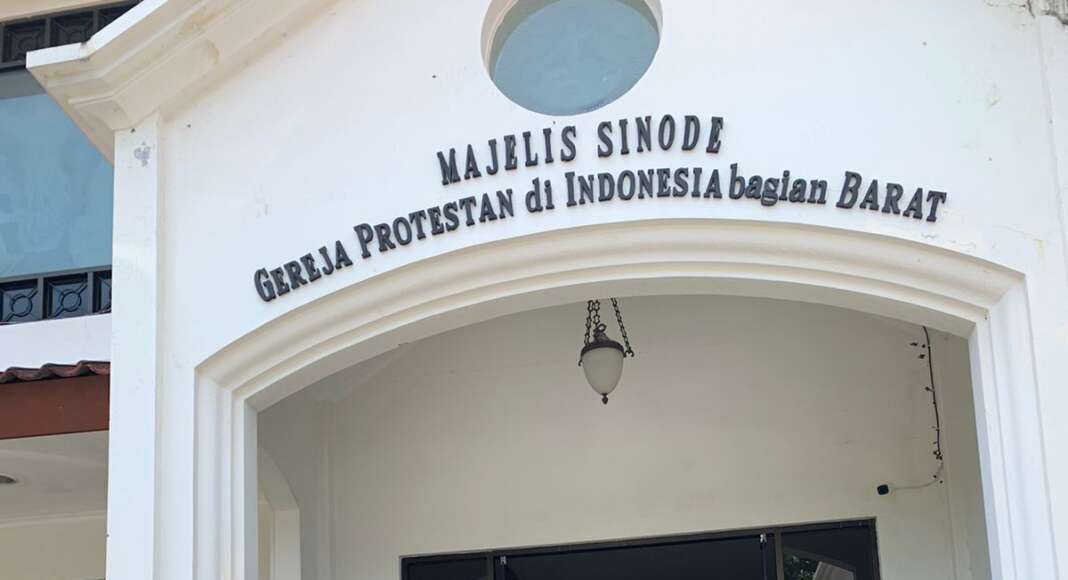 MAJELIS SINODE
GEREJA PROTESTAN di INDONESIA bagian BARAT